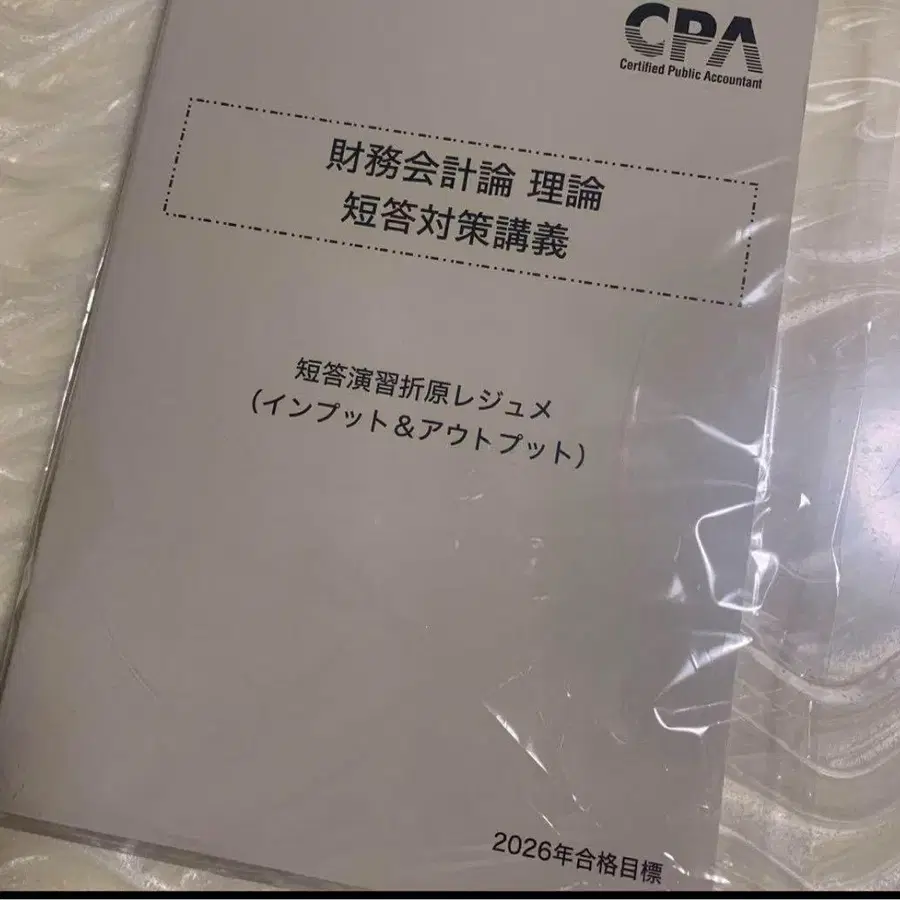 CPA
Certified Public Accountant
財務会計論 理論
短答対策講義
短答演習折原レジュメ
(インプット&アウトプット)
2026年合格目標